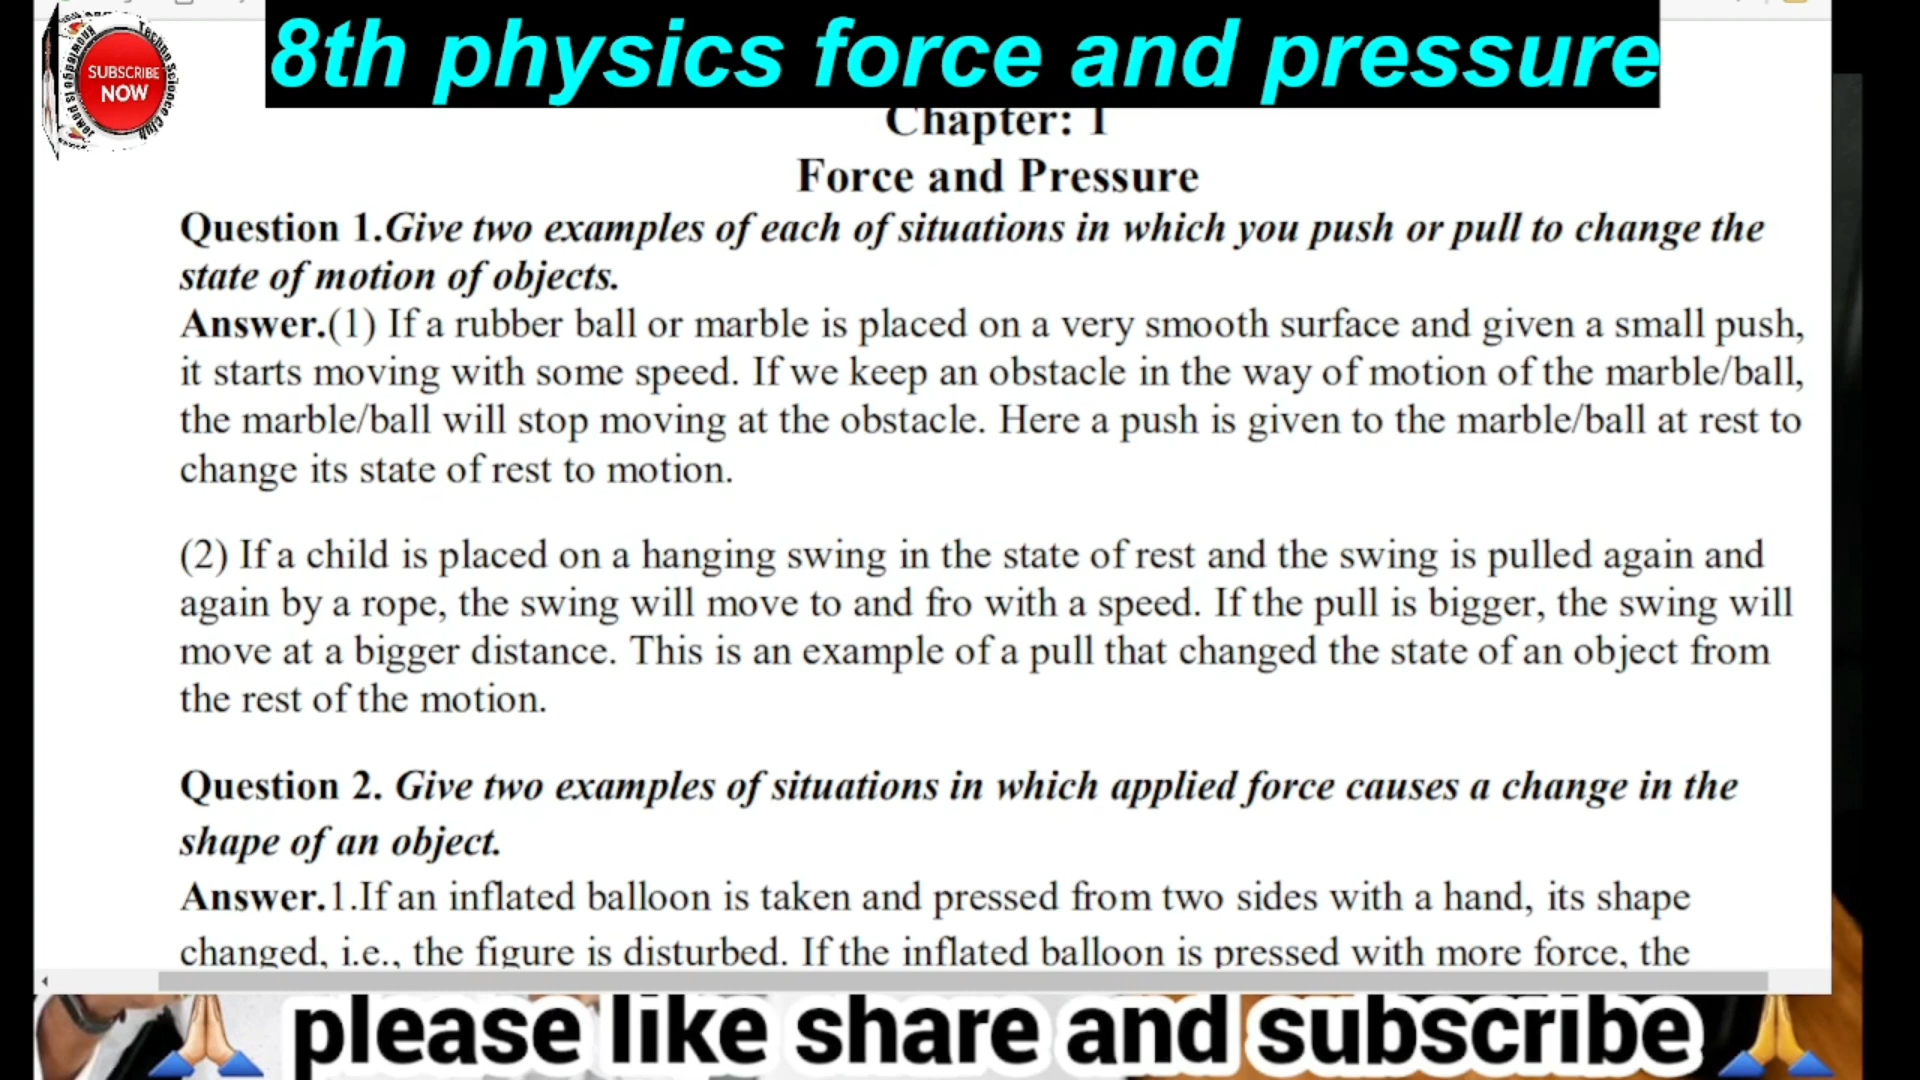 8th physics force and pressure
SUBSCRIBE
NOW
Techno Science Club
Chapter: 1
Force and Pressure
Question 1.Give two examples of each of situations in which you push or pull to change the
state of motion of objects.
Answer.(1) If a rubber ball or marble is placed on a very smooth surface and given a small push,
it starts moving with some speed. If we keep an obstacle in the way of motion of the marble/ball,
the marble/ball will stop moving at the obstacle. Here a push is given to the marble/ball at rest to
change its state of rest to motion.
(2) If a child is placed on a hanging swing in the state of rest and the swing is pulled again and
again by a rope, the swing will move to and fro with a speed. If the pull is bigger, the swing will
move at a bigger distance. This is an example of a pull that changed the state of an object from
the rest of the motion.
Question 2. Give two examples of situations in which applied force causes a change in the
shape of an object.
Answer.1.If an inflated balloon is taken and pressed from two sides with a hand, its shape
changed, i.e., the figure is disturbed. If the inflated balloon is pressed with more force, the
please like share and subscribe